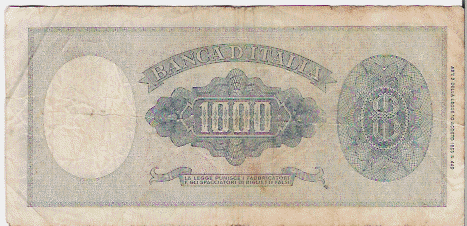 BANCA D'ITALIA
1000
LA LEGGE PUNISCE I FABBRICATORI
E GLI SPACCIATORI DI BIGLIETTI FALSI